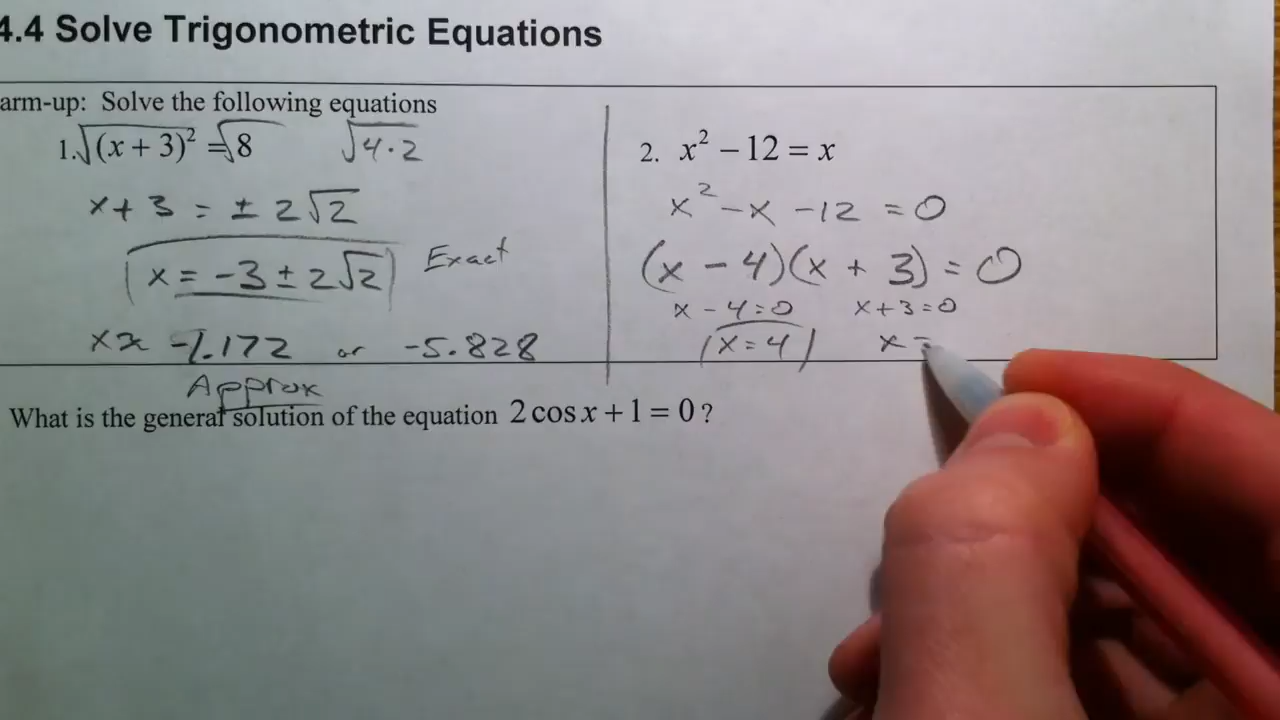 4.4 Solve Trigonometric Equations
arm-up: Solve the following equations
1. √(x + 3)² = √8 √4·2
x + 3 = ± 2√2
x = -3 ± 2√2 Exact
x ≈ -.172 or -5.828
Approx
2. x² − 12 = x
x² - x - 12 = 0
(x - 4)(x + 3) = 0
x - 4 = 0 x + 3 = 0
x = 4 x =
What is the general solution of the equation 2 cos x + 1 = 0 ?